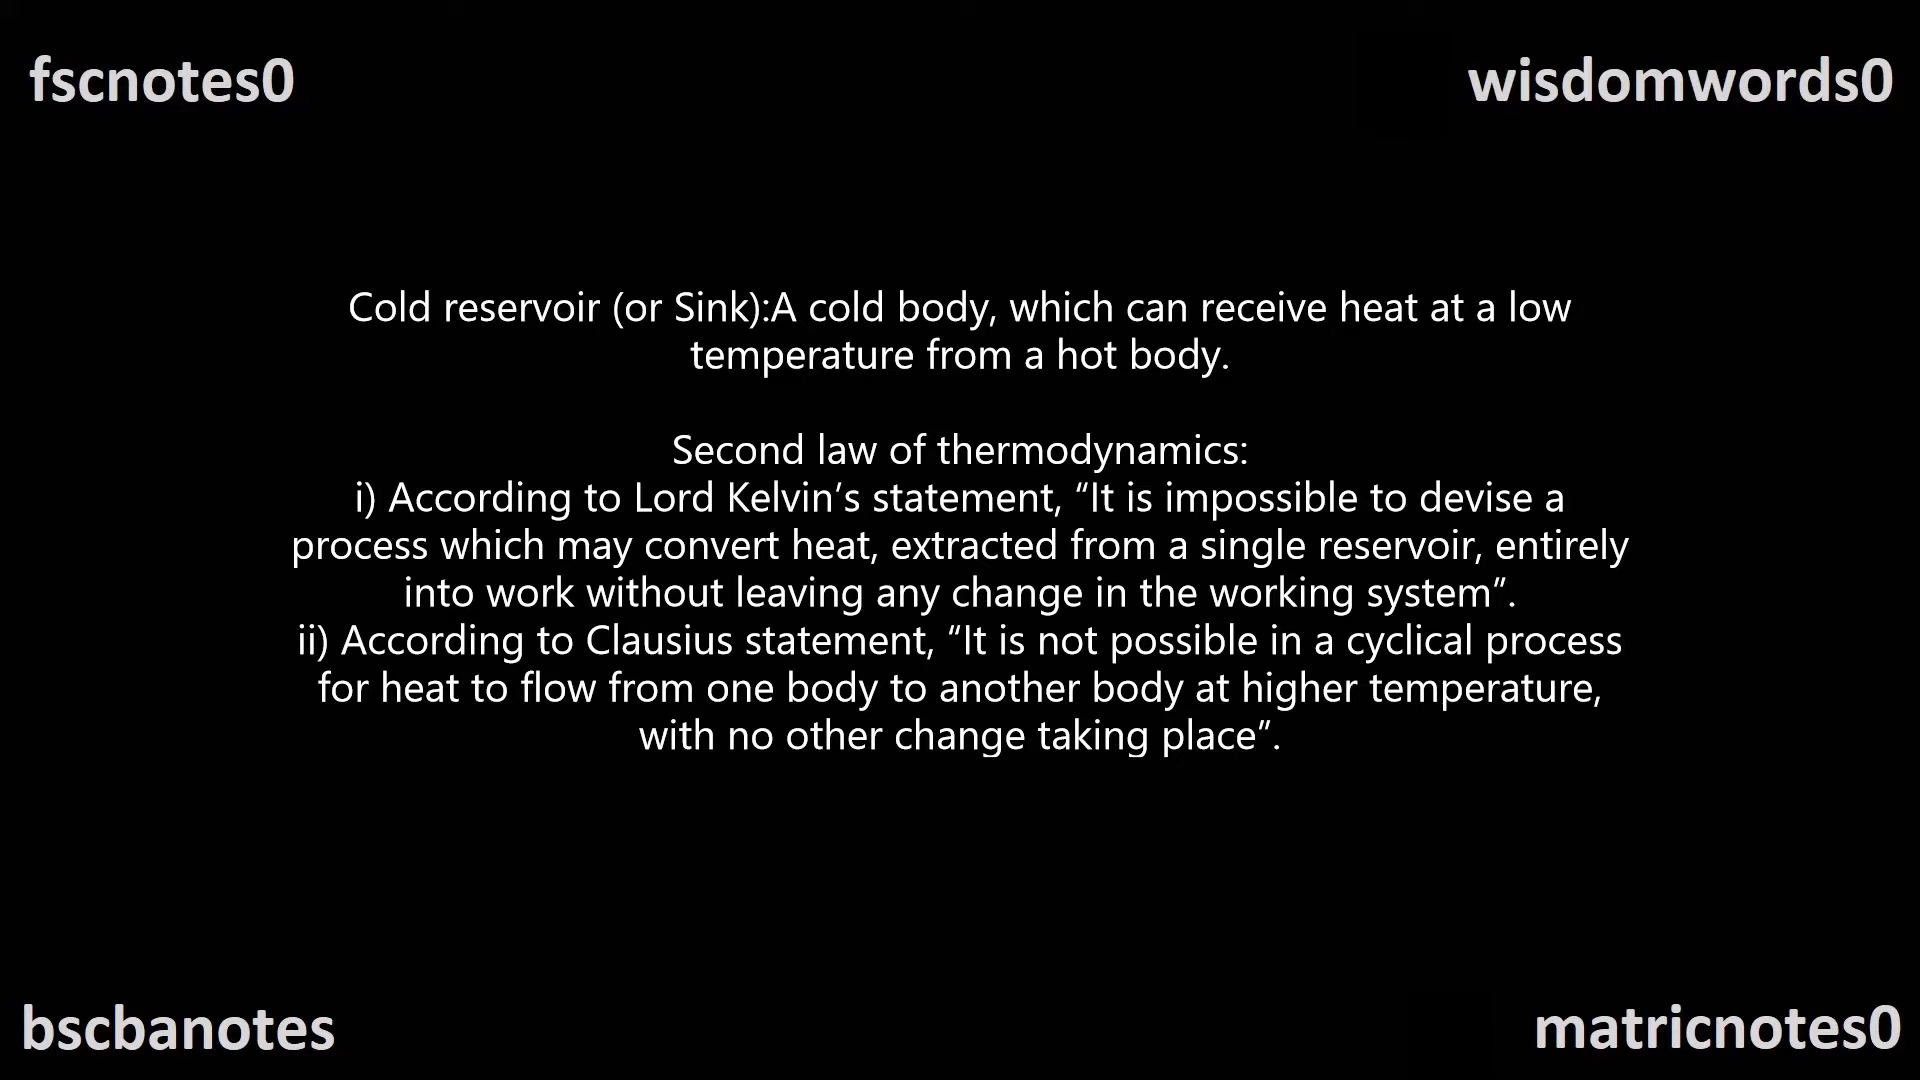 fscnotes0
wisdomwords0
Cold reservoir (or Sink):A cold body, which can receive heat at a low
temperature from a hot body.
Second law of thermodynamics:
i) According to Lord Kelvin’s statement, “It is impossible to devise a
process which may convert heat, extracted from a single reservoir, entirely
into work without leaving any change in the working system”.
ii) According to Clausius statement, “It is not possible in a cyclical process
for heat to flow from one body to another body at higher temperature,
with no other change taking place”.
bscbanotes
matricnotes0